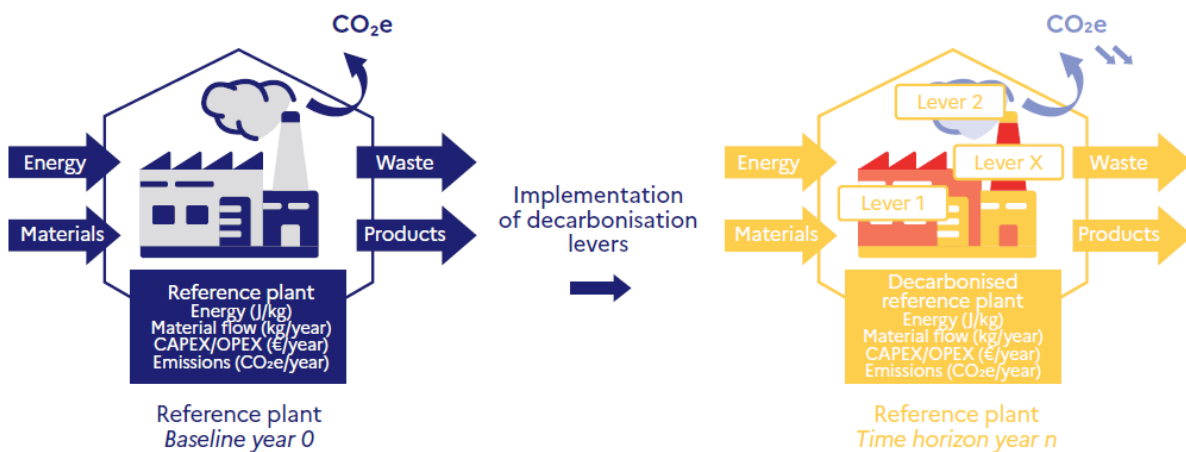 CO₂e
Energy
Materials
Waste
Products
Reference plant
Energy (J/kg)
Material flow (kg/year)
CAPEX/OPEX (€/year)
Emissions (CO₂e/year)
Reference plant
Baseline year 0
Implementation
of decarbonisation
levers
CO₂e
Lever 2
Lever X
Lever 1
Energy
Materials
Waste
Products
Decarbonised
reference plant
Energy (J/kg)
Material flow (kg/year)
CAPEX/OPEX (€/year)
Emissions (CO₂e/year)
Reference plant
Time horizon year n